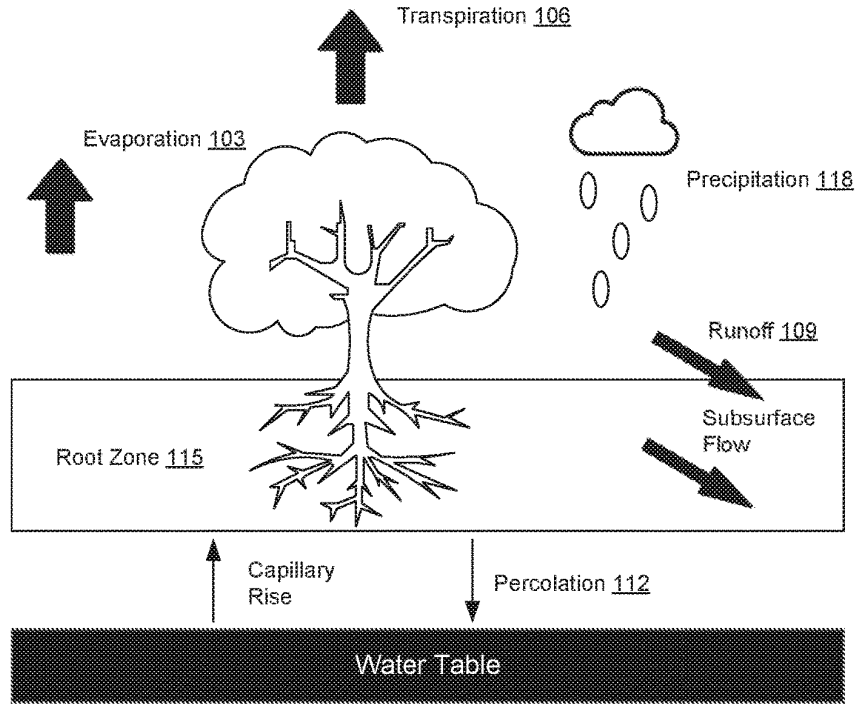 Transpiration 106
Evaporation 103
Precipitation 118
Runoff 109
Subsurface
Flow
Root Zone 115
Capillary
Rise
Percolation 112
Water Table